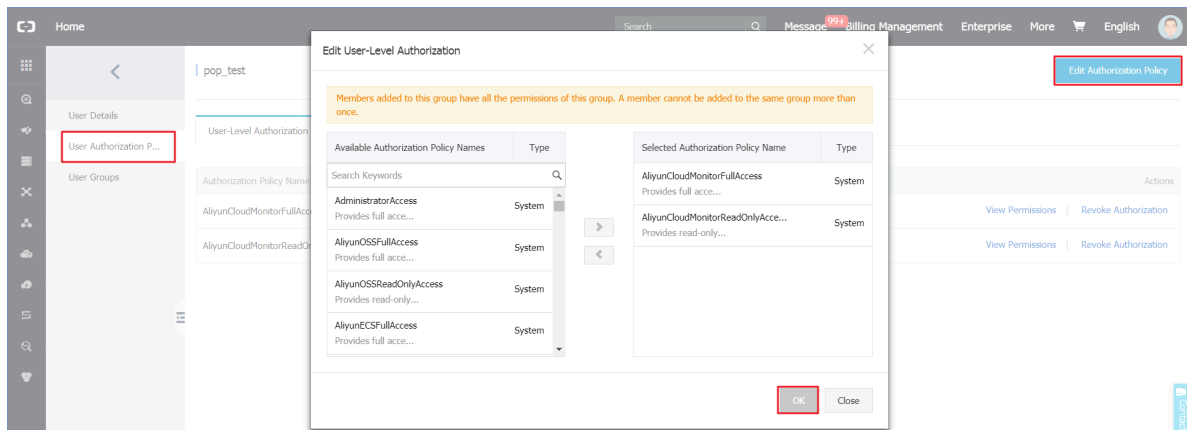 Home
Search
Message 99+ Billing Management Enterprise More English
pop_test
Edit Authorization Policy
User Details
User Authorization P...
User Groups
User-Level Authorization
Authorization Policy Name
Actions
AliyunCloudMonitorFullAcc
View Permissions | Revoke Authorization
AliyunCloudMonitorReadOn
View Permissions | Revoke Authorization
Edit User-Level Authorization
Members added to this group have all the permissions of this group. A member cannot be added to the same group more than
once.
Available Authorization Policy Names Type
Search Keywords
AdministratorAccess System
Provides full acce...
AliyunOSSFullAccess System
Provides full acce...
AliyunOSSReadOnlyAccess System
Provides read-only...
AliyunECSFullAccess System
Provides full acce...
Selected Authorization Policy Name Type
AliyunCloudMonitorFullAccess System
Provides full acce...
AliyunCloudMonitorReadOnlyAcce... System
Provides read-only...
OK Close